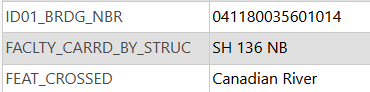 ID01_BRDG_NBR 041180035601014
FACLTY_CARRD_BY_STRUC SH 136 NB
FEAT_CROSSED Canadian River